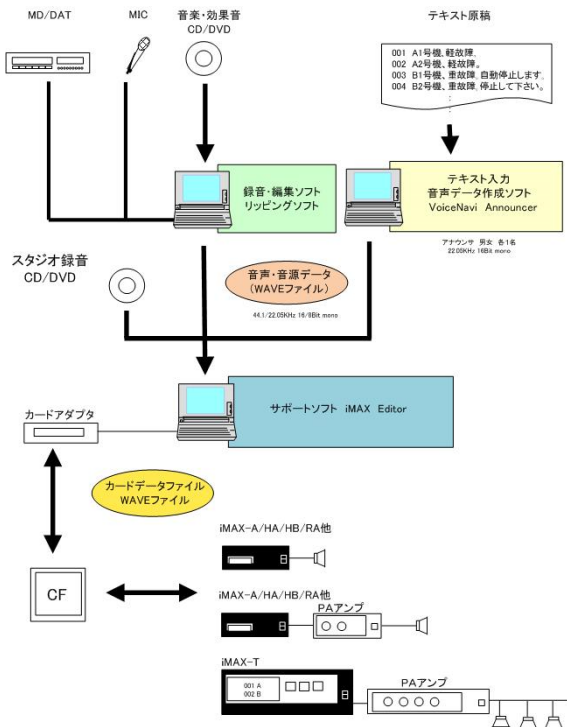 MD/DAT
MIC
音楽・効果音
CD/DVD
テキスト原稿
001 A1号機、軽故障。
002 A2号機、軽故障。
003 B1号機、重故障、自動停止します。
004 B2号機、重故障、停止して下さい。
録音・編集ソフト
リッピングソフト
テキスト入力
音声データ作成ソフト
VoiceNavi Announcer
アナウンサ 男女 各1名
22.05KHz 16Bit mono
スタジオ録音
CD/DVD
音声・音源データ
(WAVEファイル)
44.1/22.05KHz 16/8Bit mono
サポートソフト iMAX Editor
カードアダプタ
カードデータファイル
WAVEファイル
CF
iMAX-A/HA/HB/RA他
iMAX-A/HA/HB/RA他
PAアンプ
iMAX-T
001 A
002 B
PAアンプ